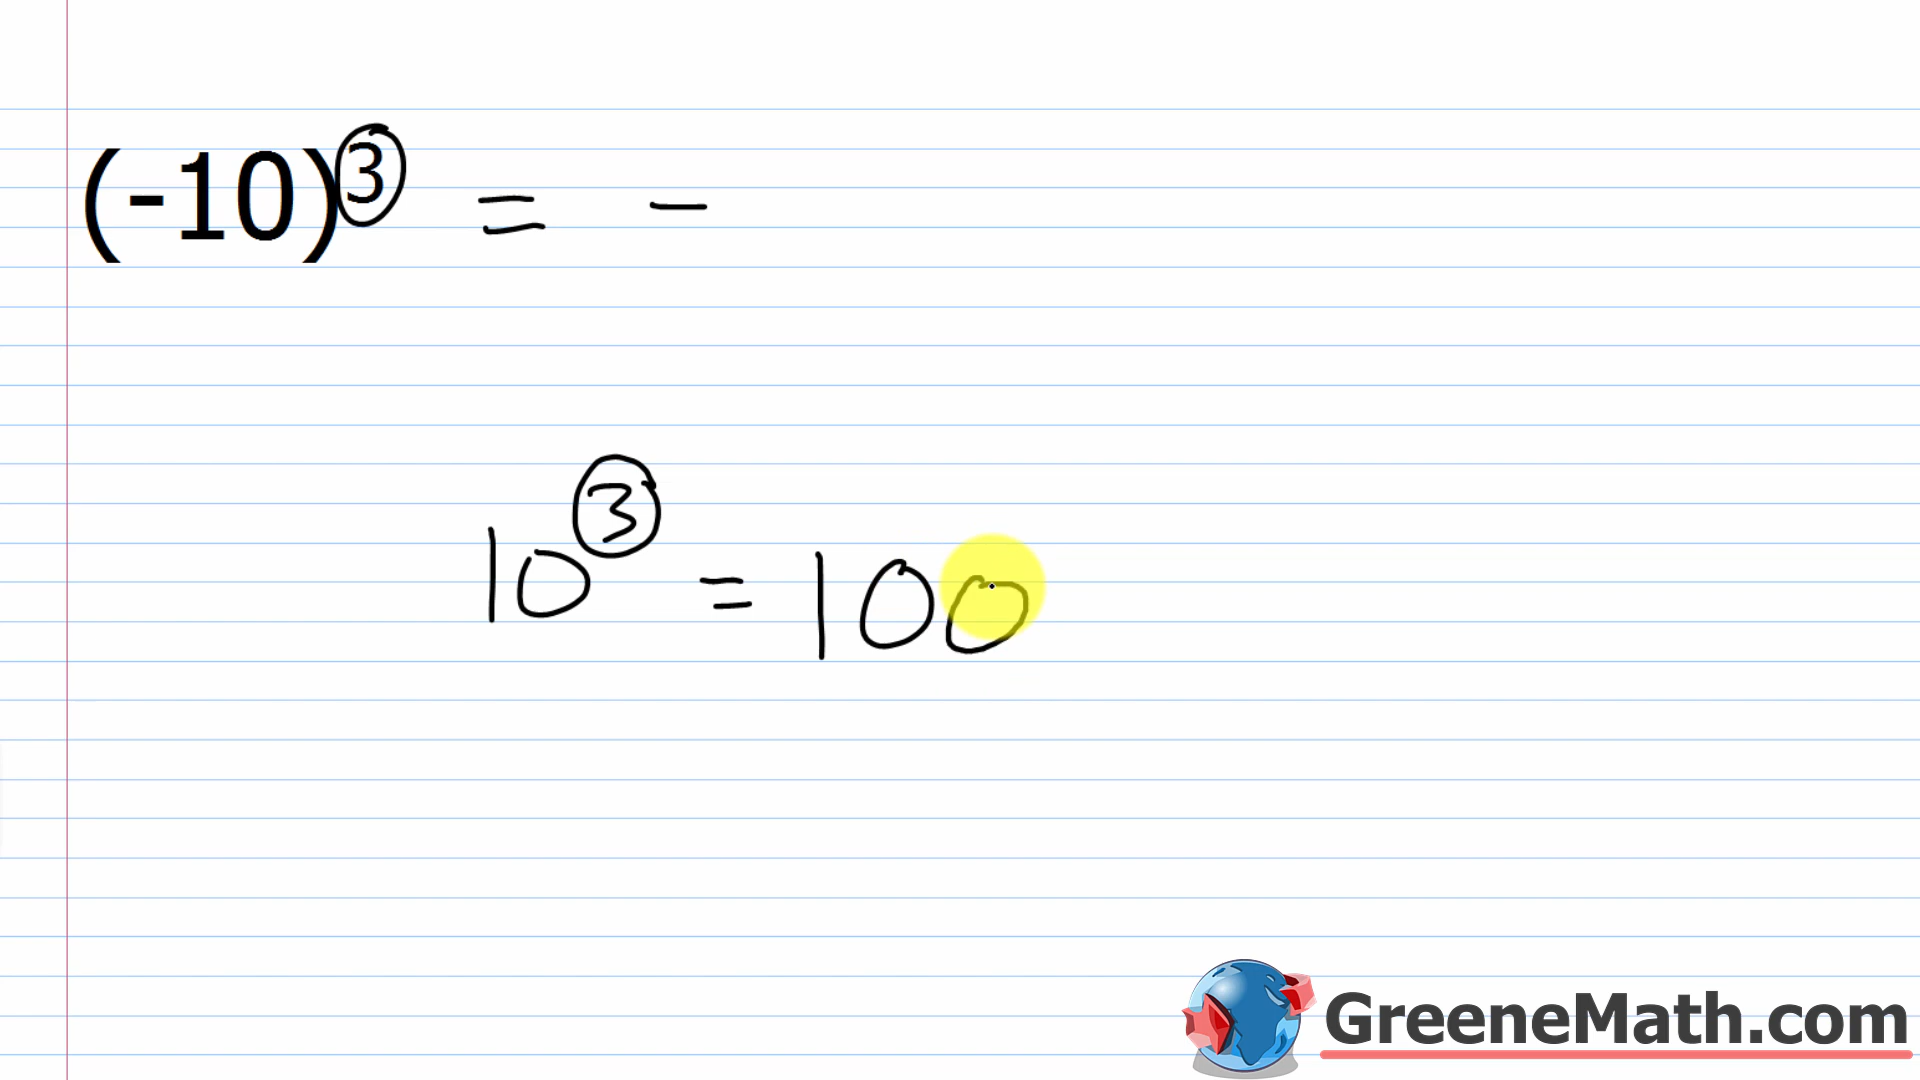 (-10)³ = -
10³ = 100
GreeneMath.com